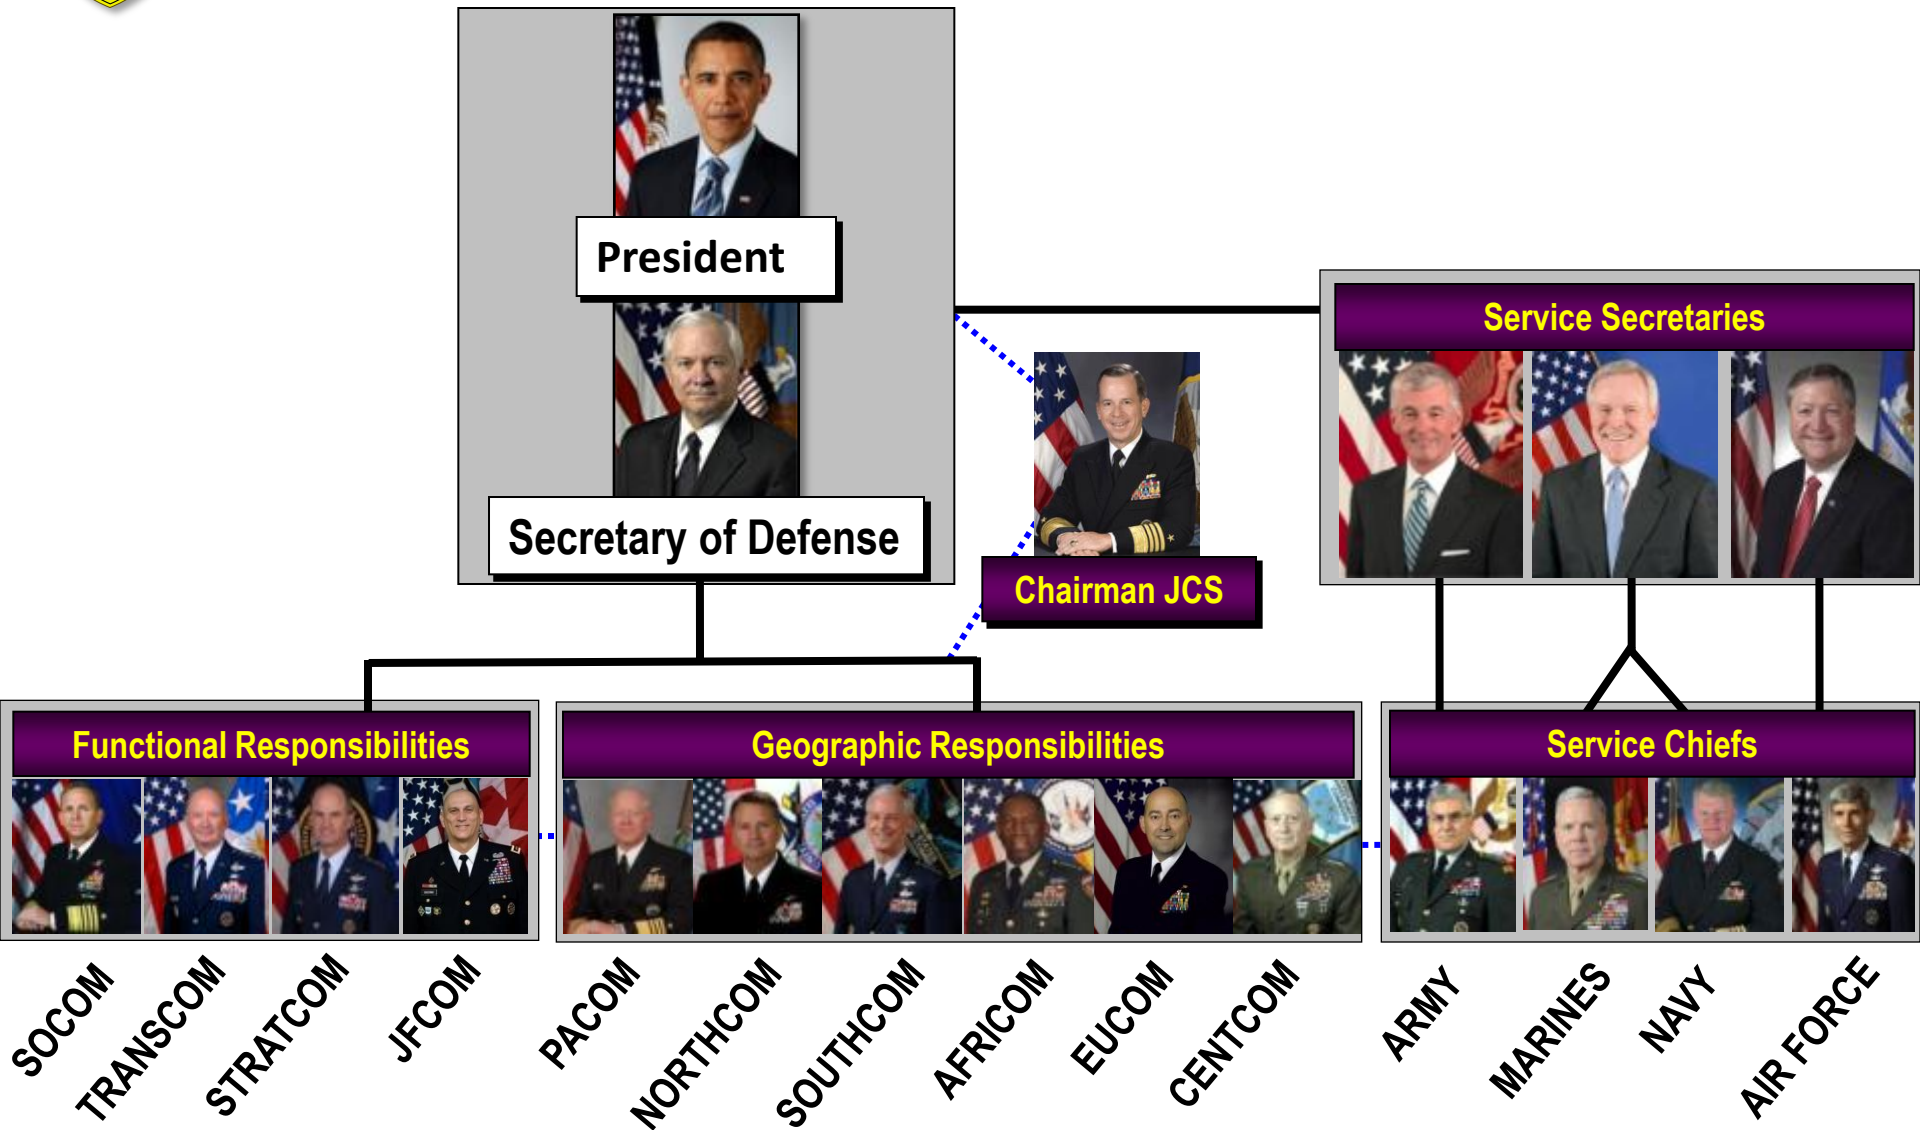 President
Secretary of Defense
Service Secretaries
Chairman JCS
Functional Responsibilities
Geographic Responsibilities
Service Chiefs
SOCOM
TRANSCOM
STRATCOM
JFCOM
PACOM
NORTHCOM
SOUTHCOM
AFRICOM
EUCOM
CENTCOM
ARMY
MARINES
NAVY
AIR FORCE